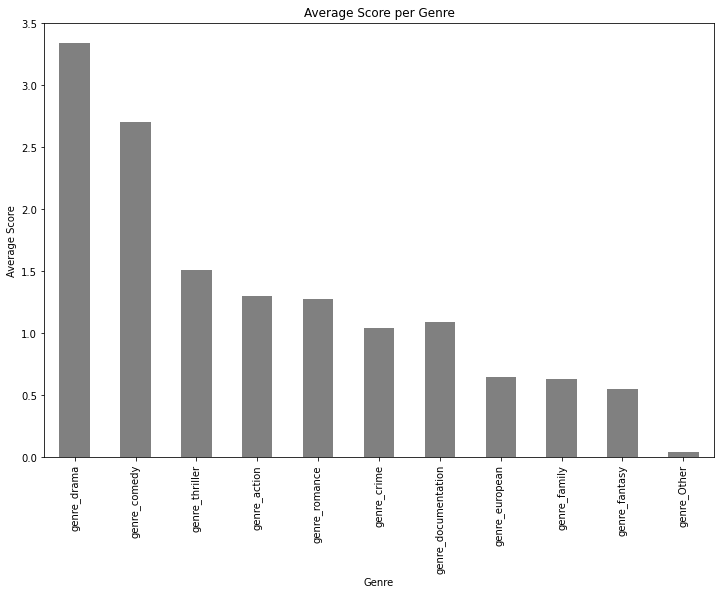 Average Score per Genre
Average Score
3.5
3.0
2.5
2.0
1.5
1.0
0.5
0.0
genre_drama
genre_comedy
genre_thriller
genre_action
genre_romance
genre_crime
genre_documentation
genre_european
genre_family
genre_fantasy
genre_Other
Genre